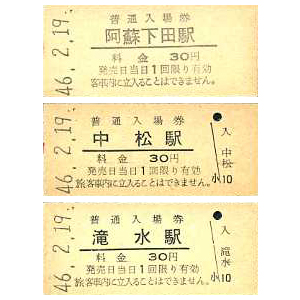 46.2.19
普通入場券
阿蘇下田駅
料金 30円
発売日当日1回限り有効
客車内に立入ることはできません。
46.2.19
普通入場券
中松駅
料金 30円
発売日当日1回限り有効
旅客車内に立入ることはできません。
入
中松
小10
46.2.19
普通入場券
滝水駅
料金 30円
発売日当日1回限り有効
旅客車内に立入ることはできません。
入
滝水
小10